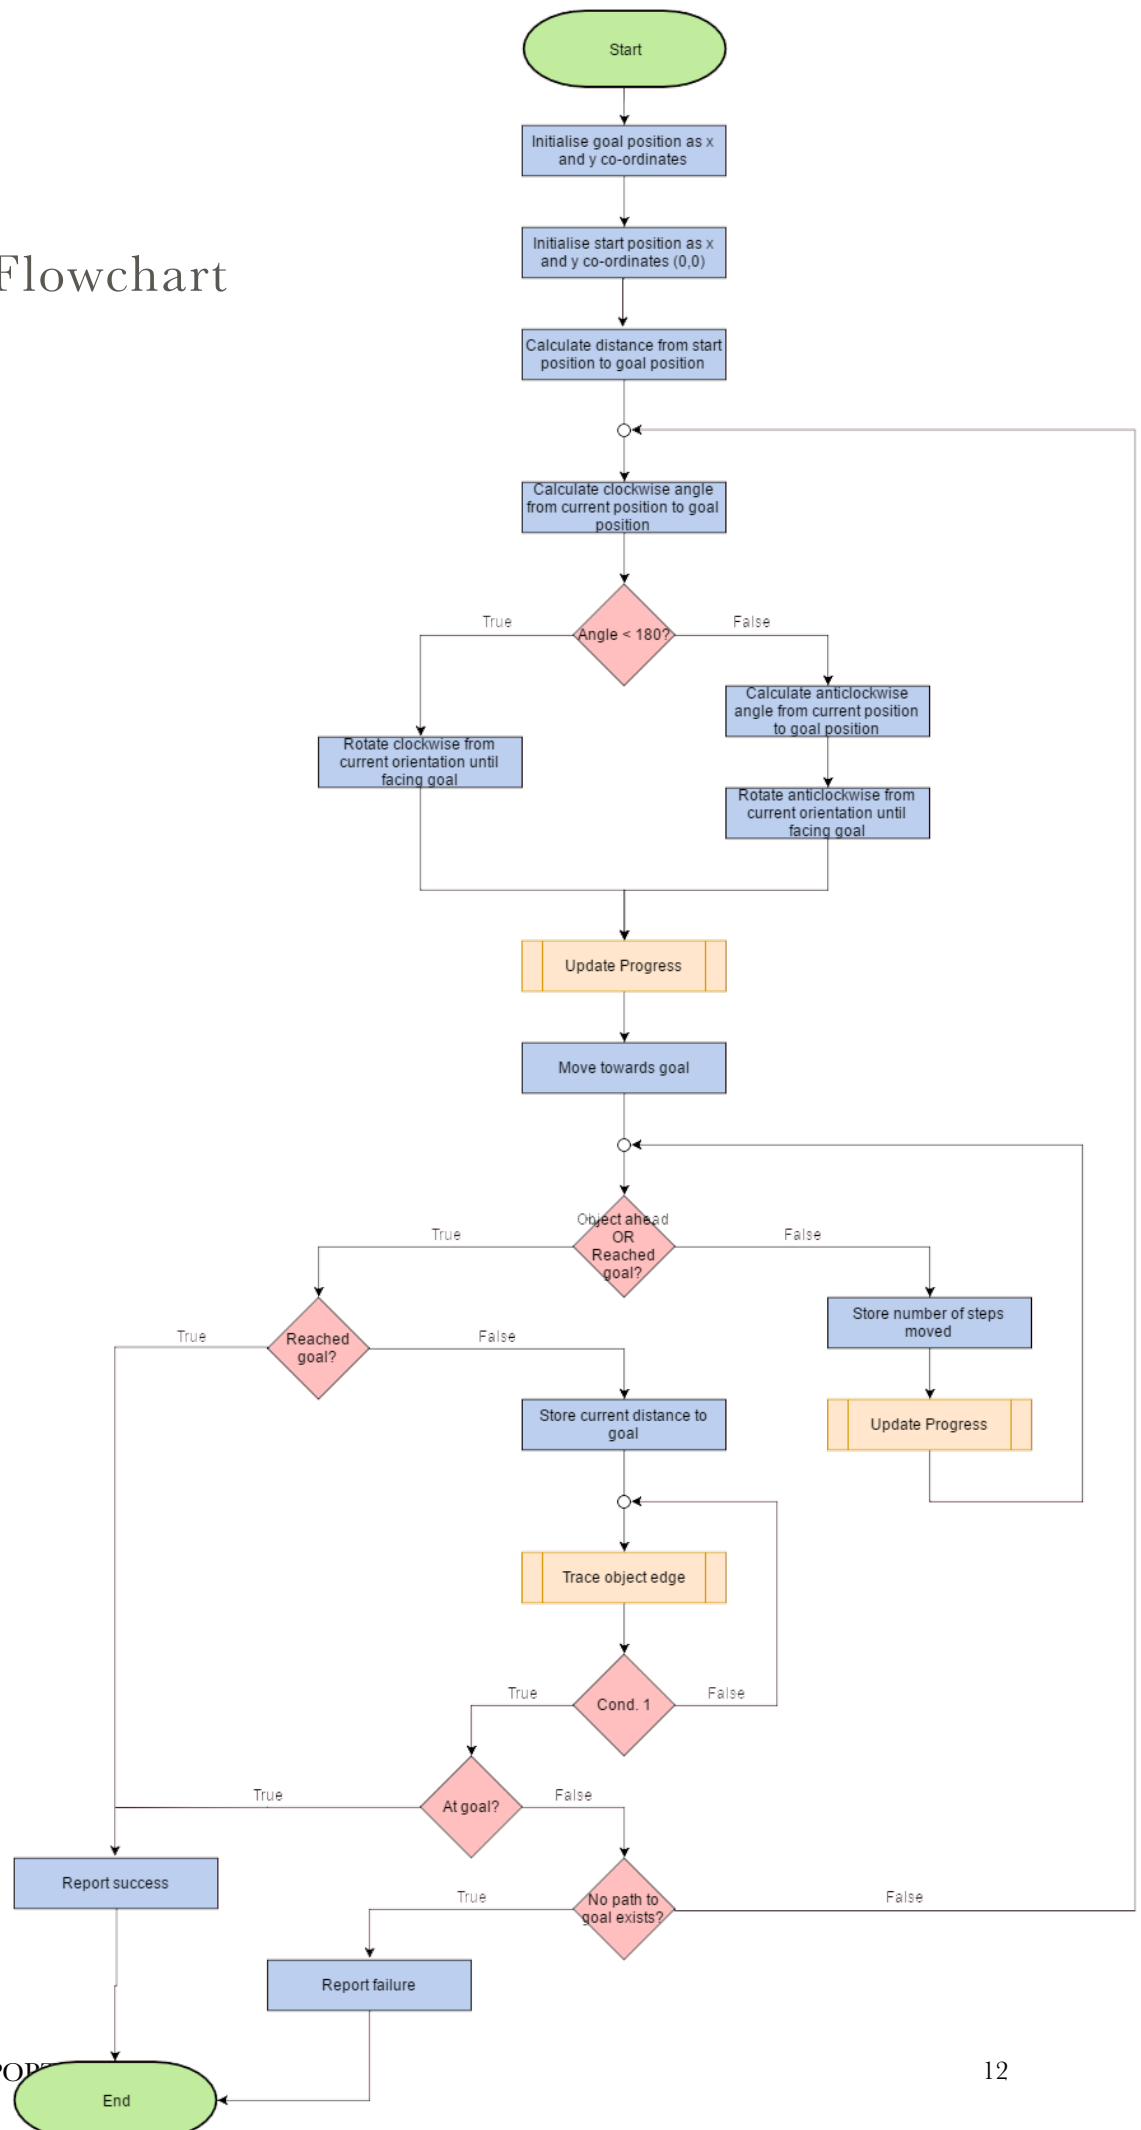 Start
Initialise goal position as x
and y co-ordinates
Initialise start position as x
and y co-ordinates (0,0)
Flowchart
Calculate distance from start
position to goal position
Calculate clockwise angle
from current position to goal
position
True
Angle < 180?
False
Calculate anticlockwise
angle from current position
to goal position
Rotate clockwise from
current orientation until
facing goal
Rotate anticlockwise from
current orientation until
facing goal
Update Progress
Move towards goal
True
Object ahead
OR
Reached
goal?
False
Store number of steps
moved
True
Reached
goal?
False
Store current distance to
goal
Update Progress
Trace object edge
True
Cond. 1
False
True
At goal?
False
Report success
True
No path to
goal exists?
False
Report failure
12
End